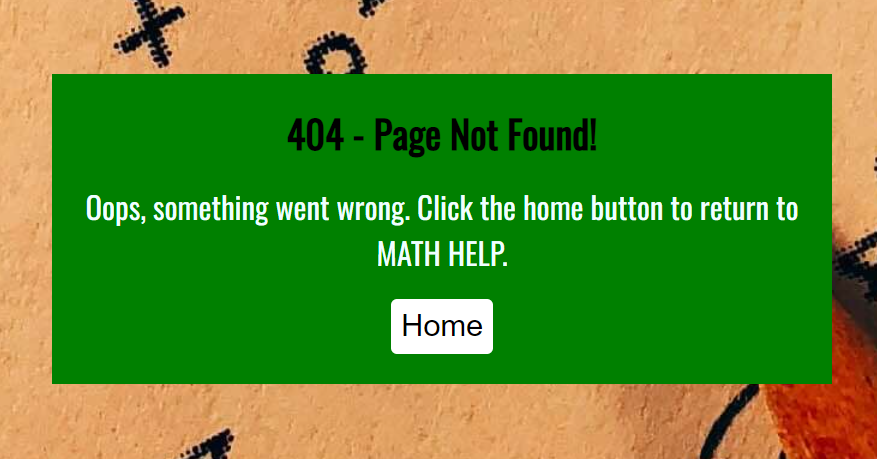 404 - Page Not Found!
Oops, something went wrong. Click the home button to return to
MATH HELP.
Home